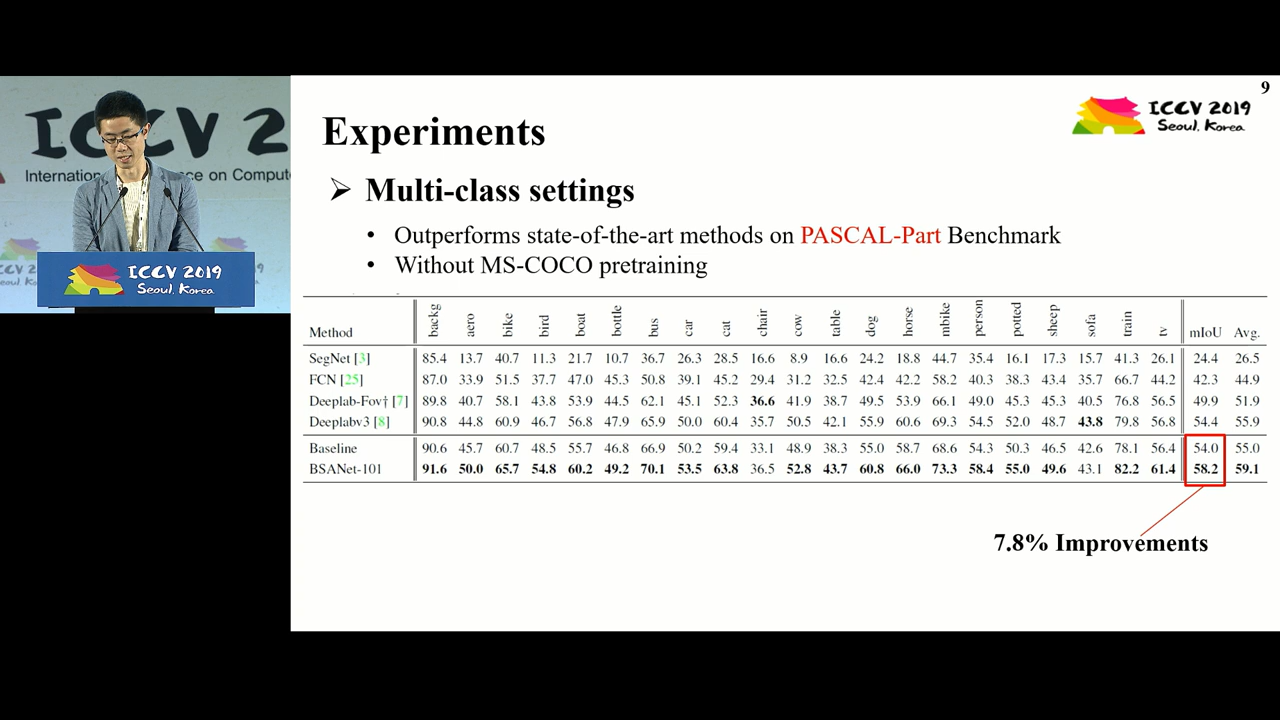 ICCV 2
International
nce on Compute
ICCV 2019
Seoul, Korea
9
ICCV 2019
Seoul, Korea
Experiments
➢ Multi-class settings
• Outperforms state-of-the-art methods on PASCAL-Part Benchmark
• Without MS-COCO pretraining
Method backg aero bike bird boat bottle bus car cat chair cow table dog horse mbike person potted sheep sofa train tv mIoU Avg.
SegNet [3] 85.4 13.7 40.7 11.3 21.7 10.7 36.7 26.3 28.5 16.6 8.9 16.6 24.2 18.8 44.7 35.4 16.1 17.3 15.7 41.3 26.1 24.4 26.5
FCN [25] 87.0 33.9 51.5 37.7 47.0 45.3 50.8 39.1 45.2 29.4 31.2 32.5 42.4 42.2 58.2 40.3 38.3 43.4 35.7 66.7 44.2 42.3 44.9
Deeplab-Fov† [7] 89.8 40.7 58.1 43.8 53.9 44.5 62.1 45.1 52.3 36.6 41.9 38.7 49.5 53.9 66.1 49.0 45.3 45.3 40.5 76.8 56.5 49.9 51.9
Deeplabv3 [8] 90.8 44.8 60.9 46.7 56.8 47.9 65.9 50.0 60.4 35.7 50.5 42.1 55.9 60.6 69.3 54.5 52.0 48.7 43.8 79.8 56.8 54.4 55.9
Baseline 90.6 45.7 60.7 48.5 55.7 46.8 66.9 50.2 59.4 33.1 48.9 38.3 55.0 58.7 68.6 54.3 50.3 46.5 42.6 78.1 56.4 54.0 55.0
BSANet-101 91.6 50.0 65.7 54.8 60.2 49.2 70.1 53.5 63.8 36.5 52.8 43.7 60.8 66.0 73.3 58.4 55.0 49.6 43.1 82.2 61.4 58.2 59.1
7.8% Improvements